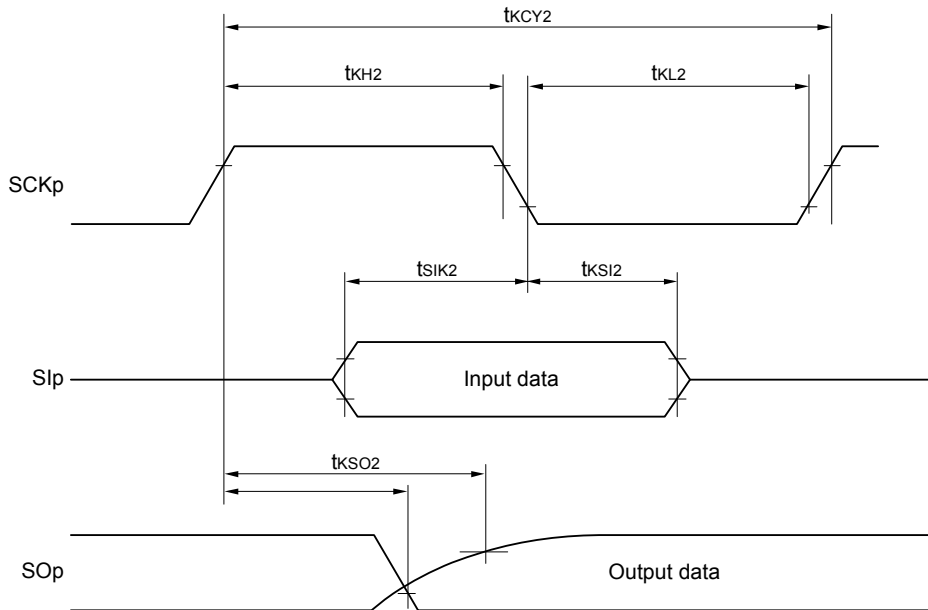 tKCY2
tKH2
tKL2
SCKp
tSIK2
tKSI2
SIp
Input data
tKSO2
SOp
Output data